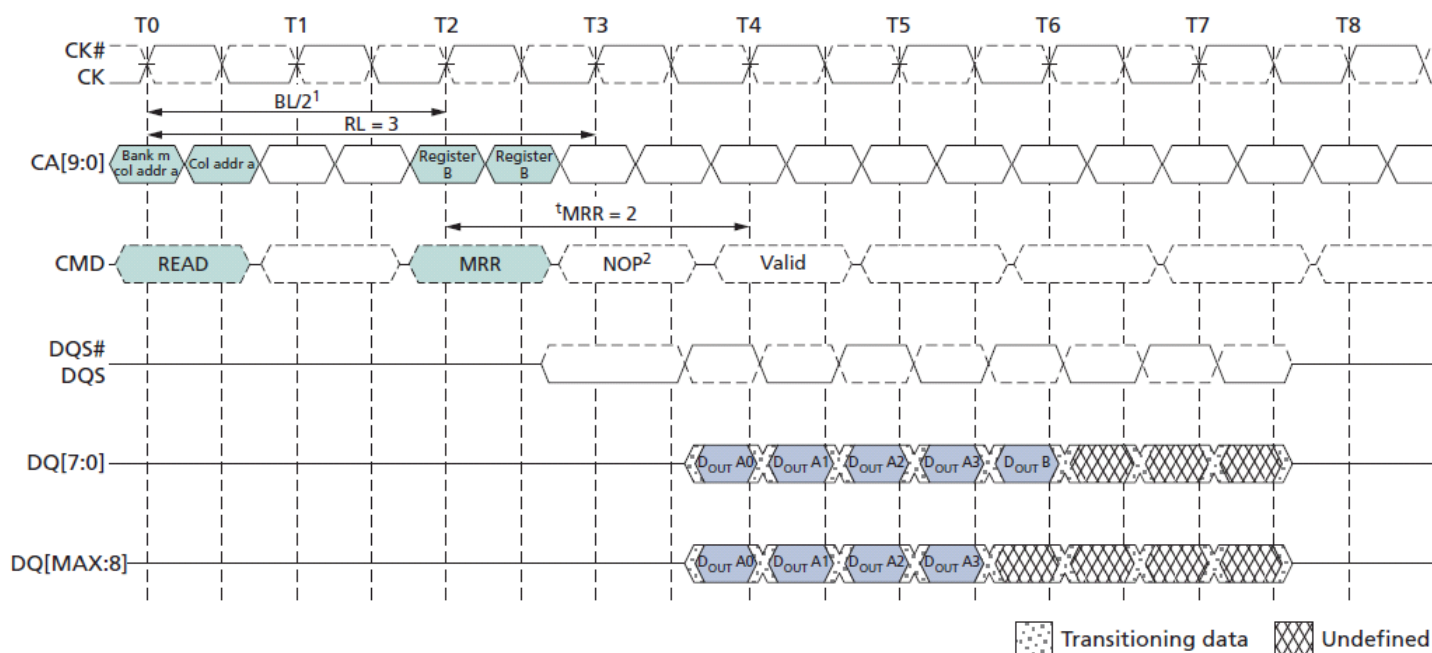 T0 T1 T2 T3 T4 T5 T6 T7 T8
CK#
CK
BL/2¹
RL = 3
CA[9:0] Bank m col addr a Col addr a Register B Register B
ᵗMRR = 2
CMD READ MRR NOP² Valid
DQS#
DQS
DQ[7:0] DOUT A0 DOUT A1 DOUT A2 DOUT A3 DOUT B
DQ[MAX:8] DOUT A0 DOUT A1 DOUT A2 DOUT A3
Transitioning data Undefined